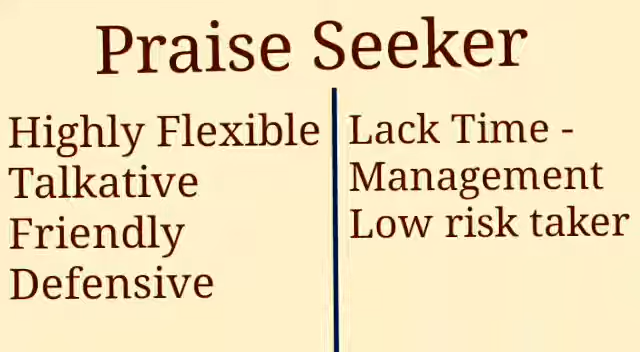 Praise Seeker
Highly Flexible
Talkative
Friendly
Defensive
Lack Time -
Management
Low risk taker